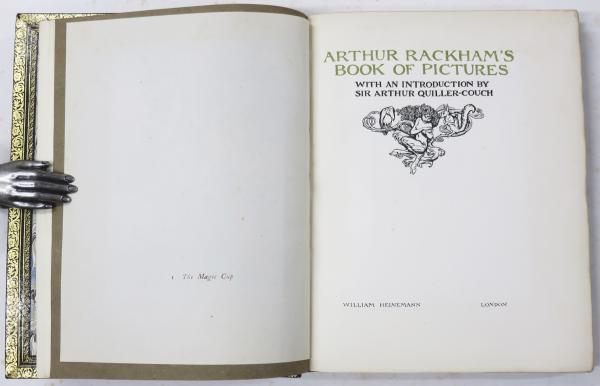 1 The Magic Cup
ARTHUR RACKHAM'S
BOOK OF PICTURES
WITH AN INTRODUCTION BY
SIR ARTHUR QUILLER-COUCH
WILLIAM HEINEMANN LONDON